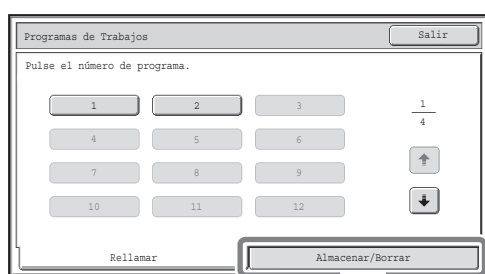 Programas de Trabajos Salir
Pulse el número de programa.
1 2 3 1
4 5 6 4
7 8 9
10 11 12
Rellamar Almacenar/Borrar